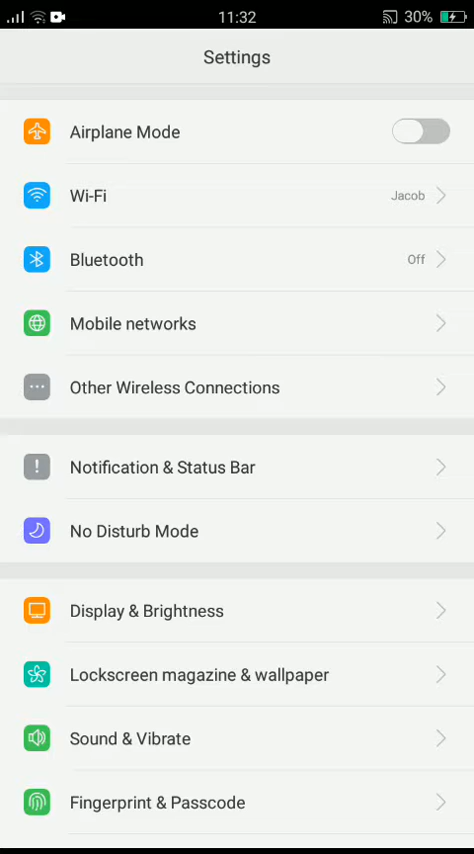 11:32
30%
Settings
Airplane Mode
Wi-Fi Jacob
Bluetooth Off
Mobile networks
Other Wireless Connections
Notification & Status Bar
No Disturb Mode
Display & Brightness
Lockscreen magazine & wallpaper
Sound & Vibrate
Fingerprint & Passcode